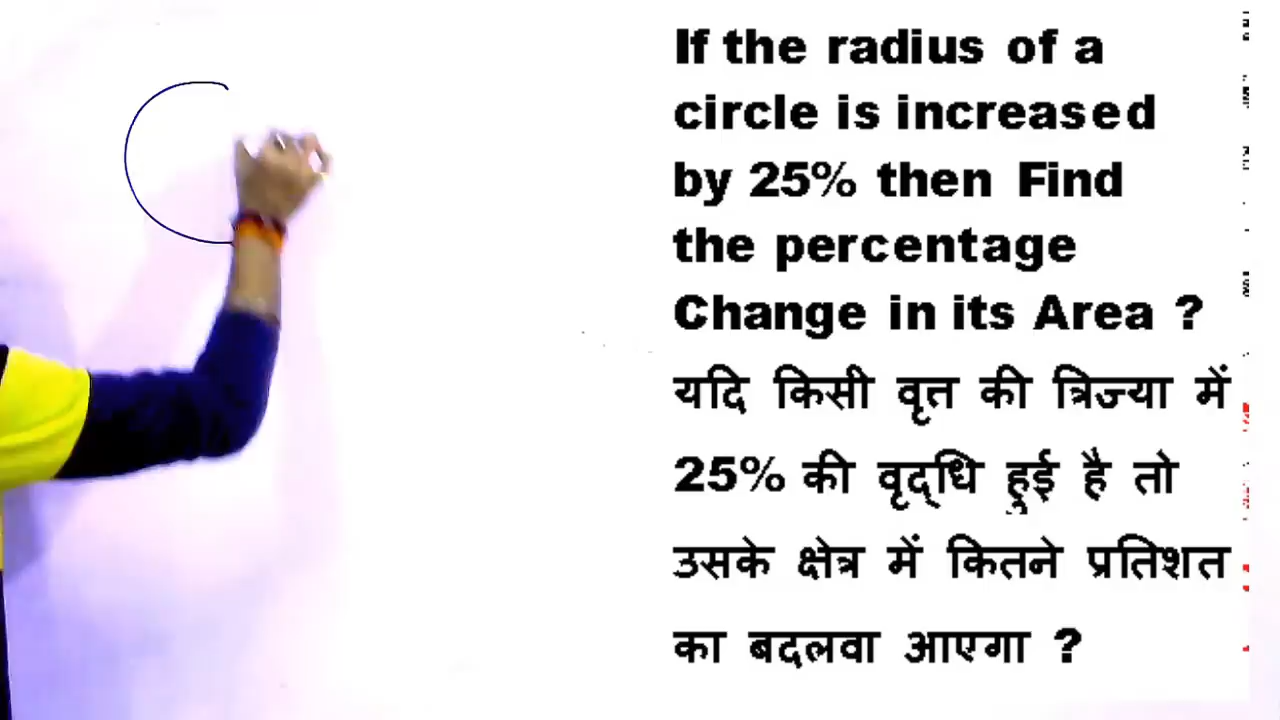 If the radius of a
circle is increased
by 25% then Find
the percentage
Change in its Area ?
यदि किसी वृत की त्रिज्या में
25% की वृद्धि हुई है तो
उसके क्षेत्र में कितने प्रतिशत
का बदलवा आएगा ?